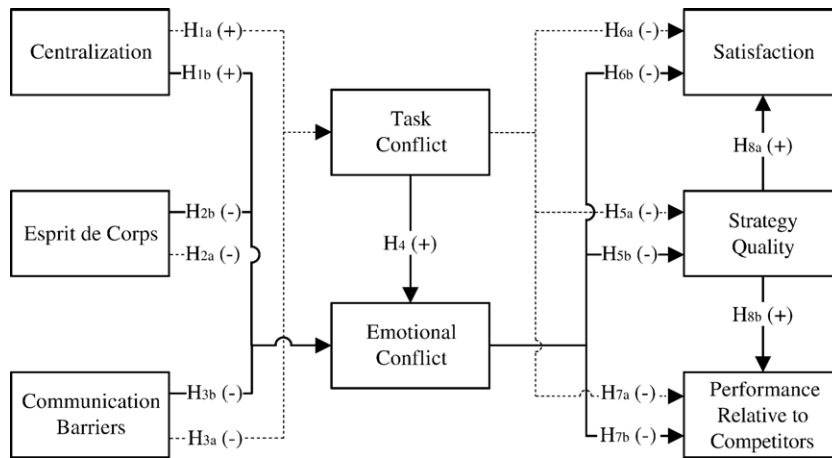 Centralization
H1a (+)
H1b (+)
Esprit de Corps
H2b (-)
H2a (-)
Communication
Barriers
H3b (-)
H3a (-)
Task
Conflict
H4 (+)
Emotional
Conflict
H6a (-)
H6b (-)
Satisfaction
H8a (+)
H5a (-)
H5b (-)
Strategy
Quality
H8b (+)
H7a (-)
H7b (-)
Performance
Relative to
Competitors